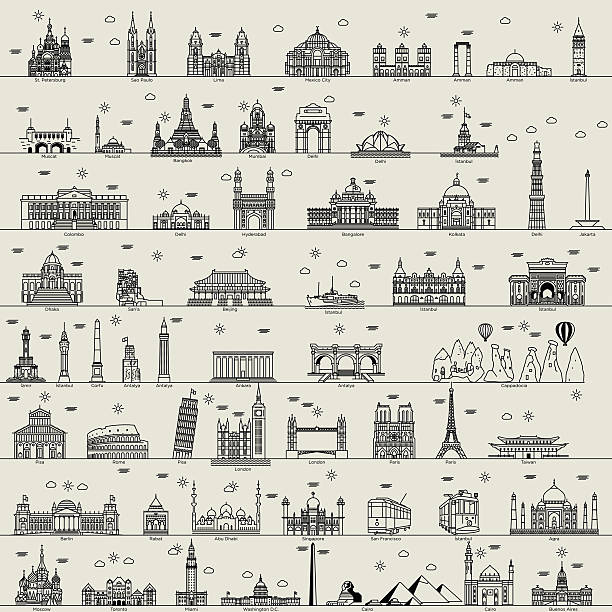 St. Petersburg Sao Paulo Lima Mexico City Amman Amman Amman Istanbul
Muscat Muscat Bangkok Mumbai Delhi Delhi Istanbul
Colombo Delhi Hyderabad Bangalore Kolkata Delhi Jakarta
Dhaka San'a Beijing Istanbul Istanbul Istanbul
Izmir Istanbul Corfu Antalya Antalya Ankara Antalya Cappadocia
Pisa Rome Pisa London London Paris Paris Taiwan
Berlin Rabat Abu Dhabi Singapore San Francisco Istanbul Agra
Moscow Toronto Miami Washington D.C. Cairo Cairo Buenos Aires